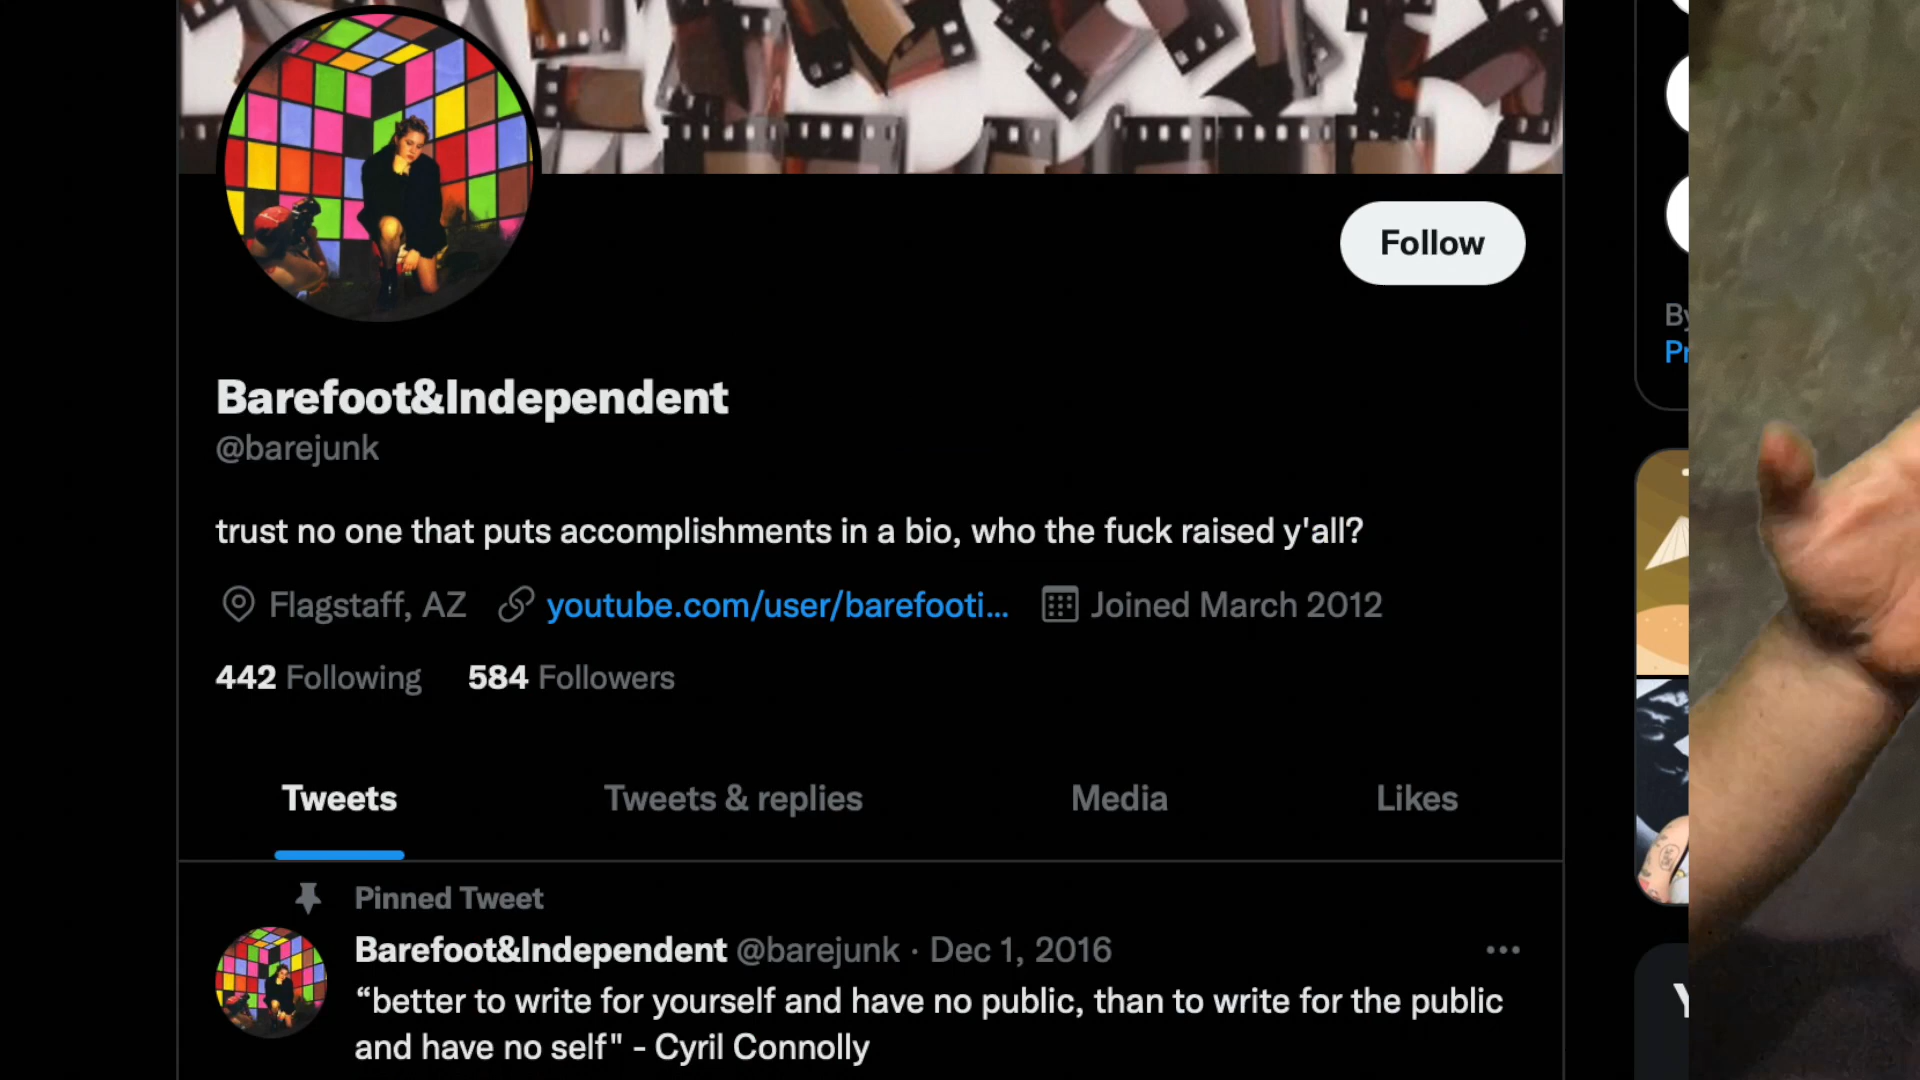 Follow
Barefoot&Independent
@barejunk
trust no one that puts accomplishments in a bio, who the fuck raised y'all?
Flagstaff, AZ youtube.com/user/barefooti... Joined March 2012
442 Following 584 Followers
Tweets Tweets & replies Media Likes
Pinned Tweet
Barefoot&Independent @barejunk · Dec 1, 2016
“better to write for yourself and have no public, than to write for the public
and have no self" - Cyril Connolly
By
Pr
Y